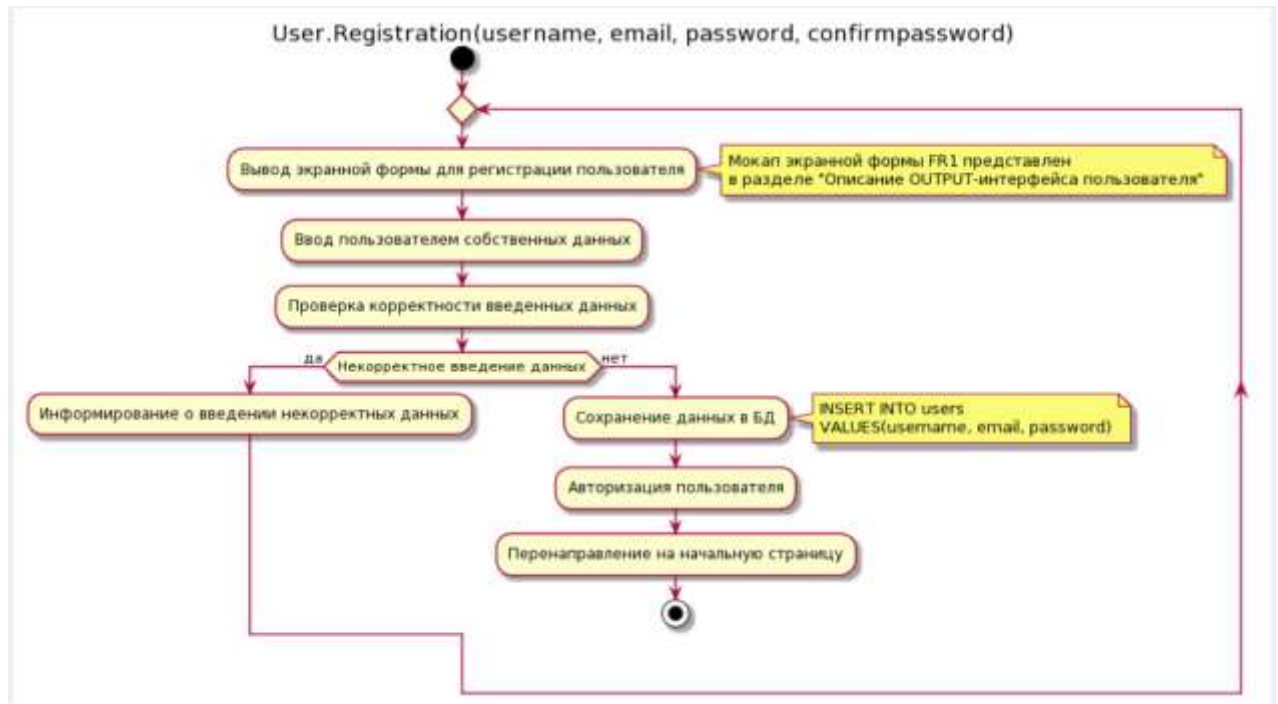 User.Registration(username, email, password, confirmpassword)
Вывод экранной формы для регистрации пользователя
Мокап экранной формы FR1 представлен
в разделе "Описание OUTPUT-интерфейса пользователя"
Ввод пользователем собственных данных
Проверка корректности введенных данных
да
Некорректное введение данных
нет
Информирование о введении некорректных данных
Сохранение данных в БД
INSERT INTO users
VALUES(username, email, password)
Авторизация пользователя
Перенаправление на начальную страницу